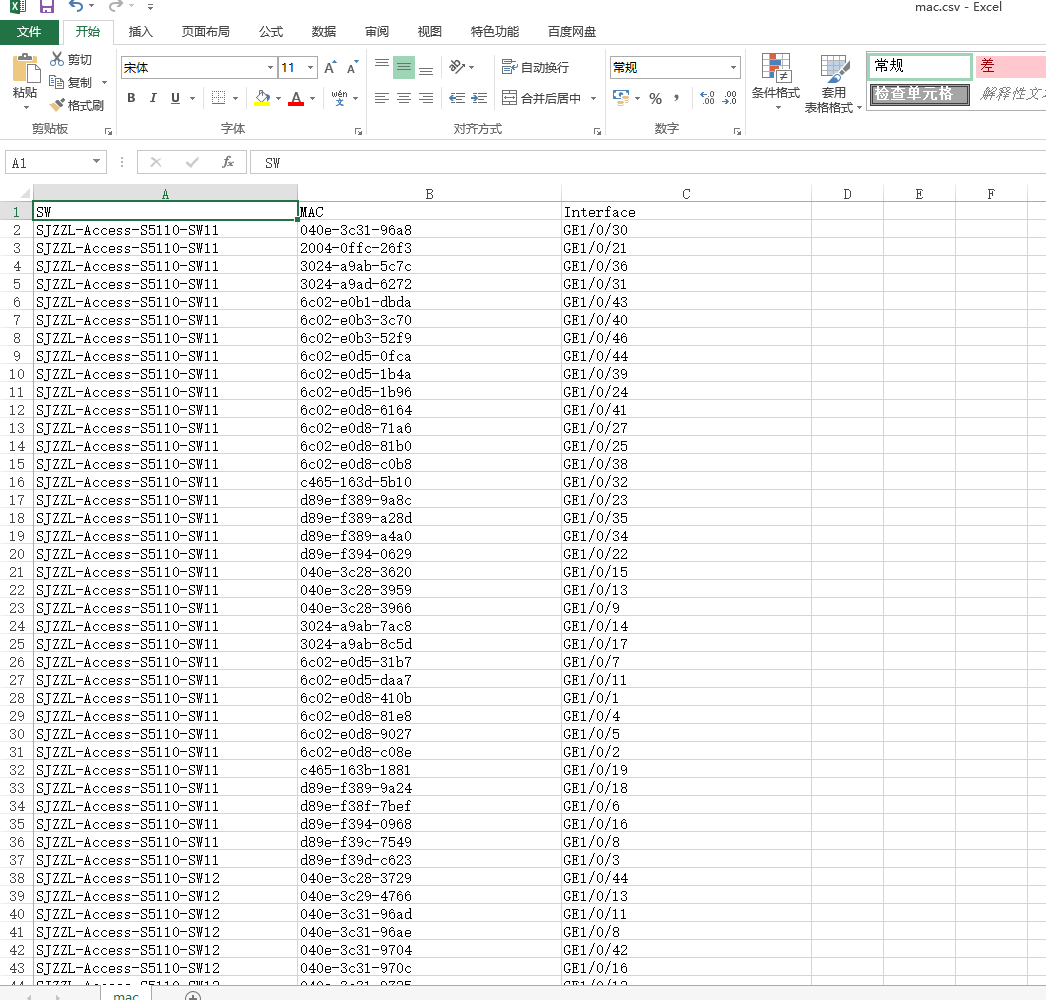 mac.csv - Excel
文件 开始 插入 页面布局 公式 数据 审阅 视图 特色功能 百度网盘
剪切 宋体 11 自动换行 常规 常规 差
粘贴 复制 B I U 合并后居中 % 条件格式 套用 检查单元格
格式刷 表格格式
剪贴板 字体 对齐方式 数字
A1 fx SW
A B C D E F
1 SW MAC Interface
2 SJZZL-Access-S5110-SW11 040e-3c31-96a8 GE1/0/30
3 SJZZL-Access-S5110-SW11 2004-0ffc-26f3 GE1/0/21
4 SJZZL-Access-S5110-SW11 3024-a9ab-5c7c GE1/0/36
5 SJZZL-Access-S5110-SW11 3024-a9ad-6272 GE1/0/31
6 SJZZL-Access-S5110-SW11 6c02-e0b1-dbda GE1/0/43
7 SJZZL-Access-S5110-SW11 6c02-e0b3-3c70 GE1/0/40
8 SJZZL-Access-S5110-SW11 6c02-e0b3-52f9 GE1/0/46
9 SJZZL-Access-S5110-SW11 6c02-e0d5-0fca GE1/0/44
10 SJZZL-Access-S5110-SW11 6c02-e0d5-1b4a GE1/0/39
11 SJZZL-Access-S5110-SW11 6c02-e0d5-1b96 GE1/0/24
12 SJZZL-Access-S5110-SW11 6c02-e0d8-6164 GE1/0/41
13 SJZZL-Access-S5110-SW11 6c02-e0d8-71a6 GE1/0/27
14 SJZZL-Access-S5110-SW11 6c02-e0d8-81b0 GE1/0/25
15 SJZZL-Access-S5110-SW11 6c02-e0d8-c0b8 GE1/0/38
16 SJZZL-Access-S5110-SW11 c465-163d-5b10 GE1/0/32
17 SJZZL-Access-S5110-SW11 d89e-f389-9a8c GE1/0/23
18 SJZZL-Access-S5110-SW11 d89e-f389-a28d GE1/0/35
19 SJZZL-Access-S5110-SW11 d89e-f389-a4a0 GE1/0/34
20 SJZZL-Access-S5110-SW11 d89e-f394-0629 GE1/0/22
21 SJZZL-Access-S5110-SW11 040e-3c28-3620 GE1/0/15
22 SJZZL-Access-S5110-SW11 040e-3c28-3959 GE1/0/13
23 SJZZL-Access-S5110-SW11 040e-3c28-3966 GE1/0/9
24 SJZZL-Access-S5110-SW11 3024-a9ab-7ac8 GE1/0/14
25 SJZZL-Access-S5110-SW11 3024-a9ab-8c5d GE1/0/17
26 SJZZL-Access-S5110-SW11 6c02-e0d5-31b7 GE1/0/7
27 SJZZL-Access-S5110-SW11 6c02-e0d5-daa7 GE1/0/11
28 SJZZL-Access-S5110-SW11 6c02-e0d8-410b GE1/0/1
29 SJZZL-Access-S5110-SW11 6c02-e0d8-81e8 GE1/0/4
30 SJZZL-Access-S5110-SW11 6c02-e0d8-9027 GE1/0/5
31 SJZZL-Access-S5110-SW11 6c02-e0d8-c08e GE1/0/2
32 SJZZL-Access-S5110-SW11 c465-163b-1881 GE1/0/19
33 SJZZL-Access-S5110-SW11 d89e-f389-9a24 GE1/0/18
34 SJZZL-Access-S5110-SW11 d89e-f38f-7bef GE1/0/6
35 SJZZL-Access-S5110-SW11 d89e-f394-0968 GE1/0/16
36 SJZZL-Access-S5110-SW11 d89e-f39c-7549 GE1/0/8
37 SJZZL-Access-S5110-SW11 d89e-f39d-c623 GE1/0/3
38 SJZZL-Access-S5110-SW12 040e-3c28-3729 GE1/0/44
39 SJZZL-Access-S5110-SW12 040e-3c29-4766 GE1/0/13
40 SJZZL-Access-S5110-SW12 040e-3c31-96ad GE1/0/11
41 SJZZL-Access-S5110-SW12 040e-3c31-96ae GE1/0/8
42 SJZZL-Access-S5110-SW12 040e-3c31-9704 GE1/0/42
43 SJZZL-Access-S5110-SW12 040e-3c31-970c GE1/0/16
mac